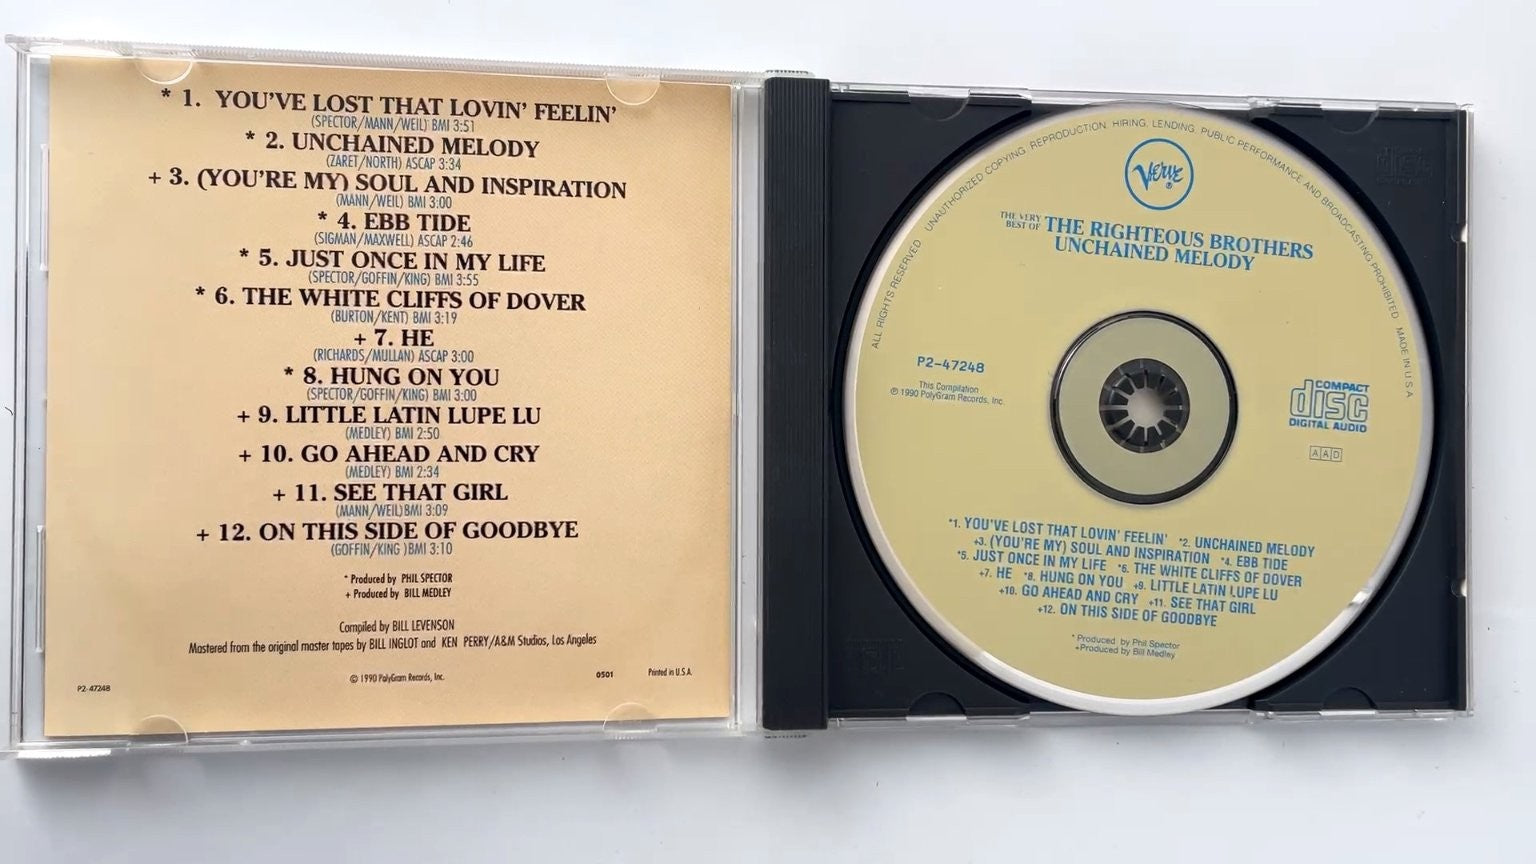 * 1. YOU'VE LOST THAT LOVIN' FEELIN'
(SPECTOR/MANN/WEIL) BMI 3:51
* 2. UNCHAINED MELODY
(ZARET/NORTH) ASCAP 3:34
+ 3. (YOU'RE MY) SOUL AND INSPIRATION
(MANN/WEIL) BMI 3:00
* 4. EBB TIDE
(SIGMAN/MAXWELL) ASCAP 2:46
* 5. JUST ONCE IN MY LIFE
(SPECTOR/GOFFIN/KING) BMI 3:55
* 6. THE WHITE CLIFFS OF DOVER
(BURTON/KENT) BMI 3:19
+ 7. HE
(RICHARDS/MULLAN) ASCAP 3:00
* 8. HUNG ON YOU
(SPECTOR/GOFFIN/KING) BMI 3:00
+ 9. LITTLE LATIN LUPE LU
(MEDLEY) BMI 2:50
+ 10. GO AHEAD AND CRY
(MEDLEY) BMI 2:34
+ 11. SEE THAT GIRL
(MANN/WEIL)BMI 3:09
+ 12. ON THIS SIDE OF GOODBYE
(GOFFIN/KING )BMI 3:10
* Produced by PHIL SPECTOR
+ Produced by BILL MEDLEY
Compiled by BILL LEVENSON
Mastered from the original master tapes by BILL INGLOT and KEN PERRY/A&M Studios, Los Angeles
© 1990 PolyGram Records, Inc.
0501
Printed in U.S.A.
P2-47248
ALL RIGHTS RESERVED UNAUTHORIZED COPYING, REPRODUCTION, HIRING, LENDING, PUBLIC PERFORMANCE AND BROADCASTING PROHIBITED MADE IN U.S.A
VERVE ®
THE VERY BEST OF THE RIGHTEOUS BROTHERS
UNCHAINED MELODY
P2-47248
This Compilation
℗ 1990 PolyGram Records, Inc.
COMPACT
disc
DIGITAL AUDIO
AAD
*1. YOU'VE LOST THAT LOVIN' FEELIN' *2. UNCHAINED MELODY
+3. (YOU'RE MY) SOUL AND INSPIRATION *4. EBB TIDE
*5. JUST ONCE IN MY LIFE *6. THE WHITE CLIFFS OF DOVER
+7. HE *8. HUNG ON YOU +9. LITTLE LATIN LUPE LU
+10. GO AHEAD AND CRY +11. SEE THAT GIRL
+12. ON THIS SIDE OF GOODBYE
* Produced by Phil Spector
+Produced by Bill Medley